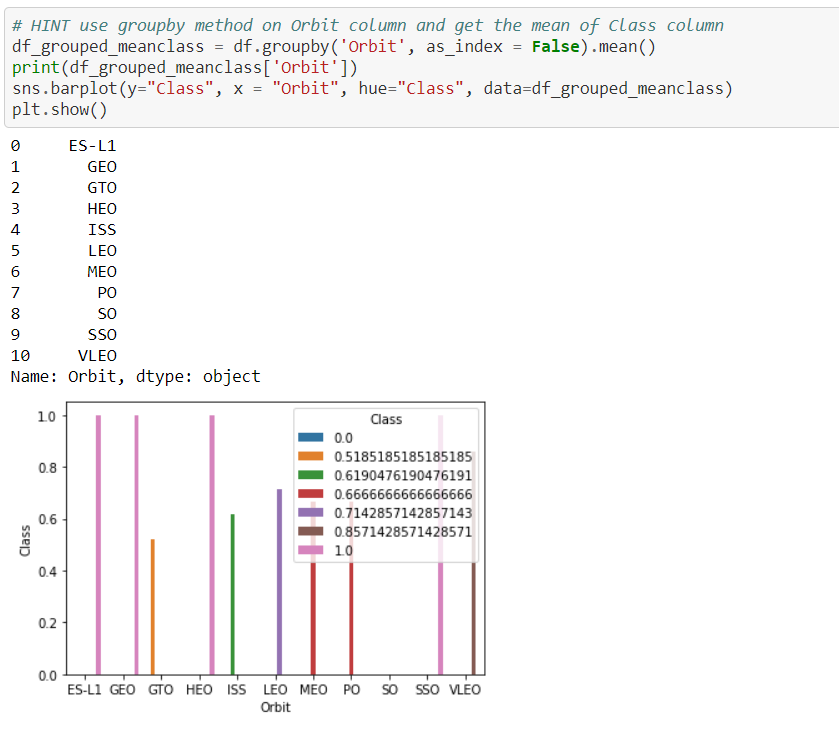 # HINT use groupby method on Orbit column and get the mean of Class column
df_grouped_meanclass = df.groupby('Orbit', as_index = False).mean()
print(df_grouped_meanclass['Orbit'])
sns.barplot(y="Class", x = "Orbit", hue="Class", data=df_grouped_meanclass)
plt.show()
0 ES-L1
1 GEO
2 GTO
3 HEO
4 ISS
5 LEO
6 MEO
7 PO
8 SO
9 SSO
10 VLEO
Name: Orbit, dtype: object
Class
0.0
0.5185185185185185
0.6190476190476191
0.6666666666666666
0.7142857142857143
0.8571428571428571
1.0
1.0
0.8
0.6
0.4
0.2
0.0
Class
ES-L1 GEO GTO HEO ISS LEO MEO PO SO SSO VLEO
Orbit